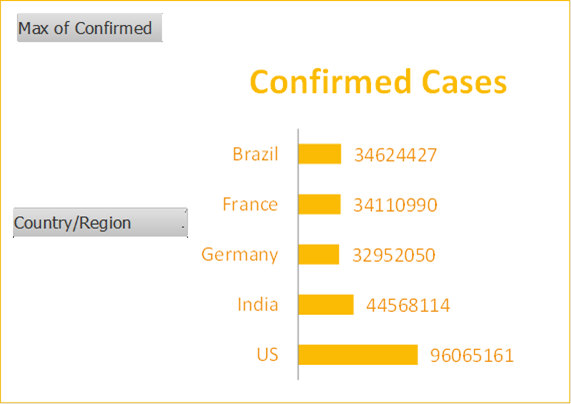 Max of Confirmed
Confirmed Cases
Brazil 34624427
France 34110990
Country/Region
Germany 32952050
India 44568114
US 96065161